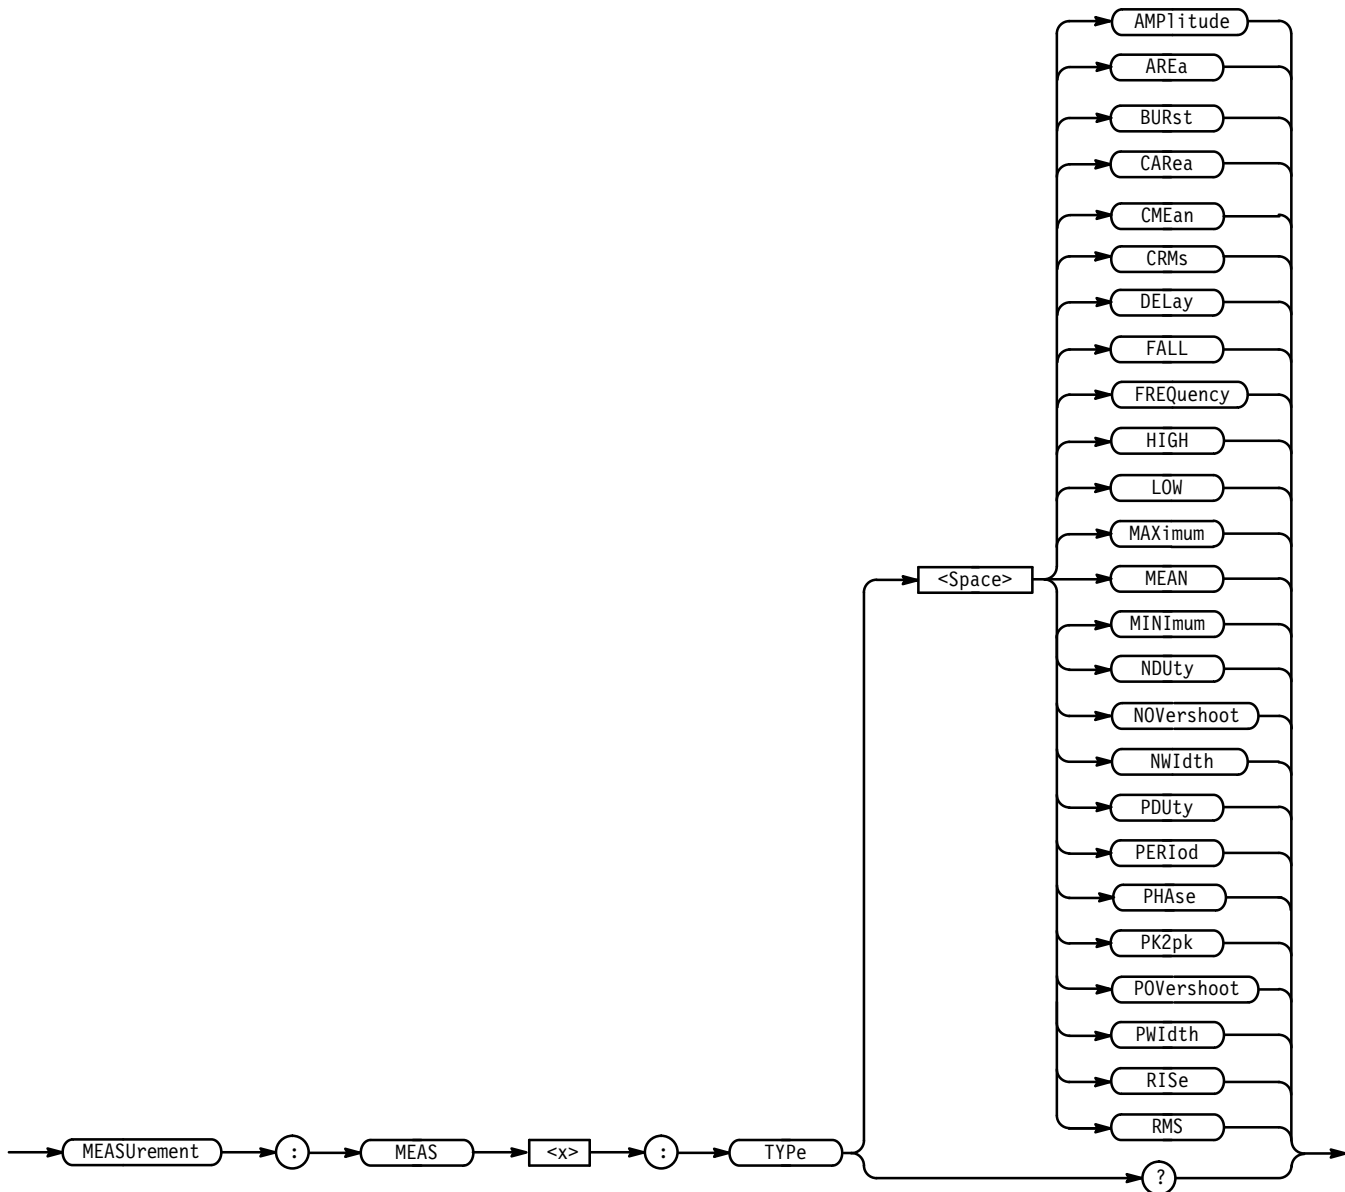 AMPlitude
AREa
BURst
CARea
CMEan
CRMs
DELay
FALL
FREQuency
HIGH
LOW
MAXimum
<Space>
MEAN
MINImum
NDUty
NOVershoot
NWIdth
PDUty
PERIod
PHAse
PK2pk
POVershoot
PWIdth
RISe
RMS
MEASUrement : MEAS <x> : TYPe
?